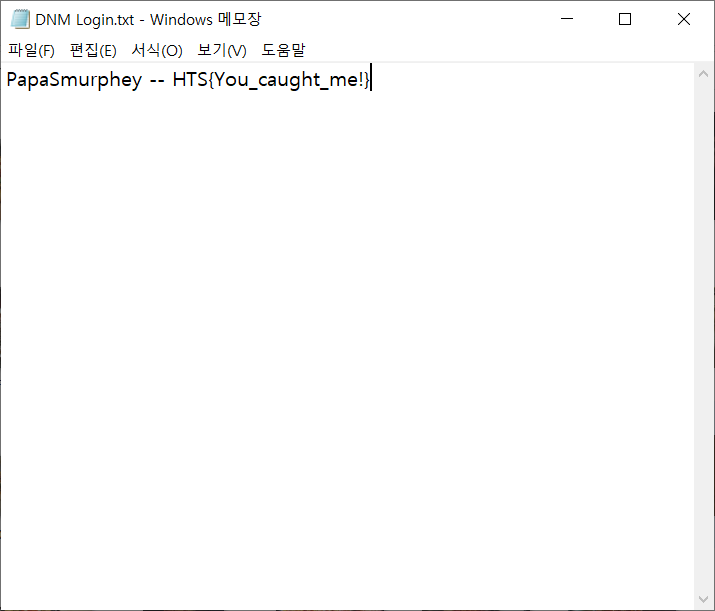 DNM Login.txt - Windows 메모장
파일(F) 편집(E) 서식(O) 보기(V) 도움말
PapaSmurphey -- HTS{You_caught_me!}